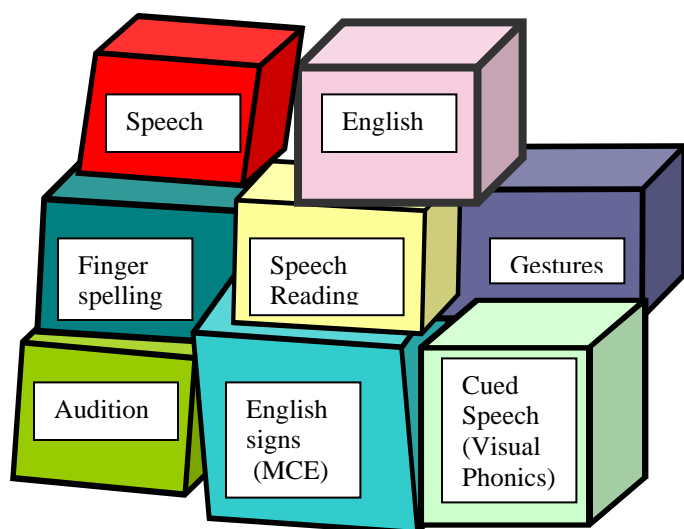 Speech
English
Finger
spelling
Speech
Reading
Gestures
Audition
English
signs
(MCE)
Cued
Speech
(Visual
Phonics)